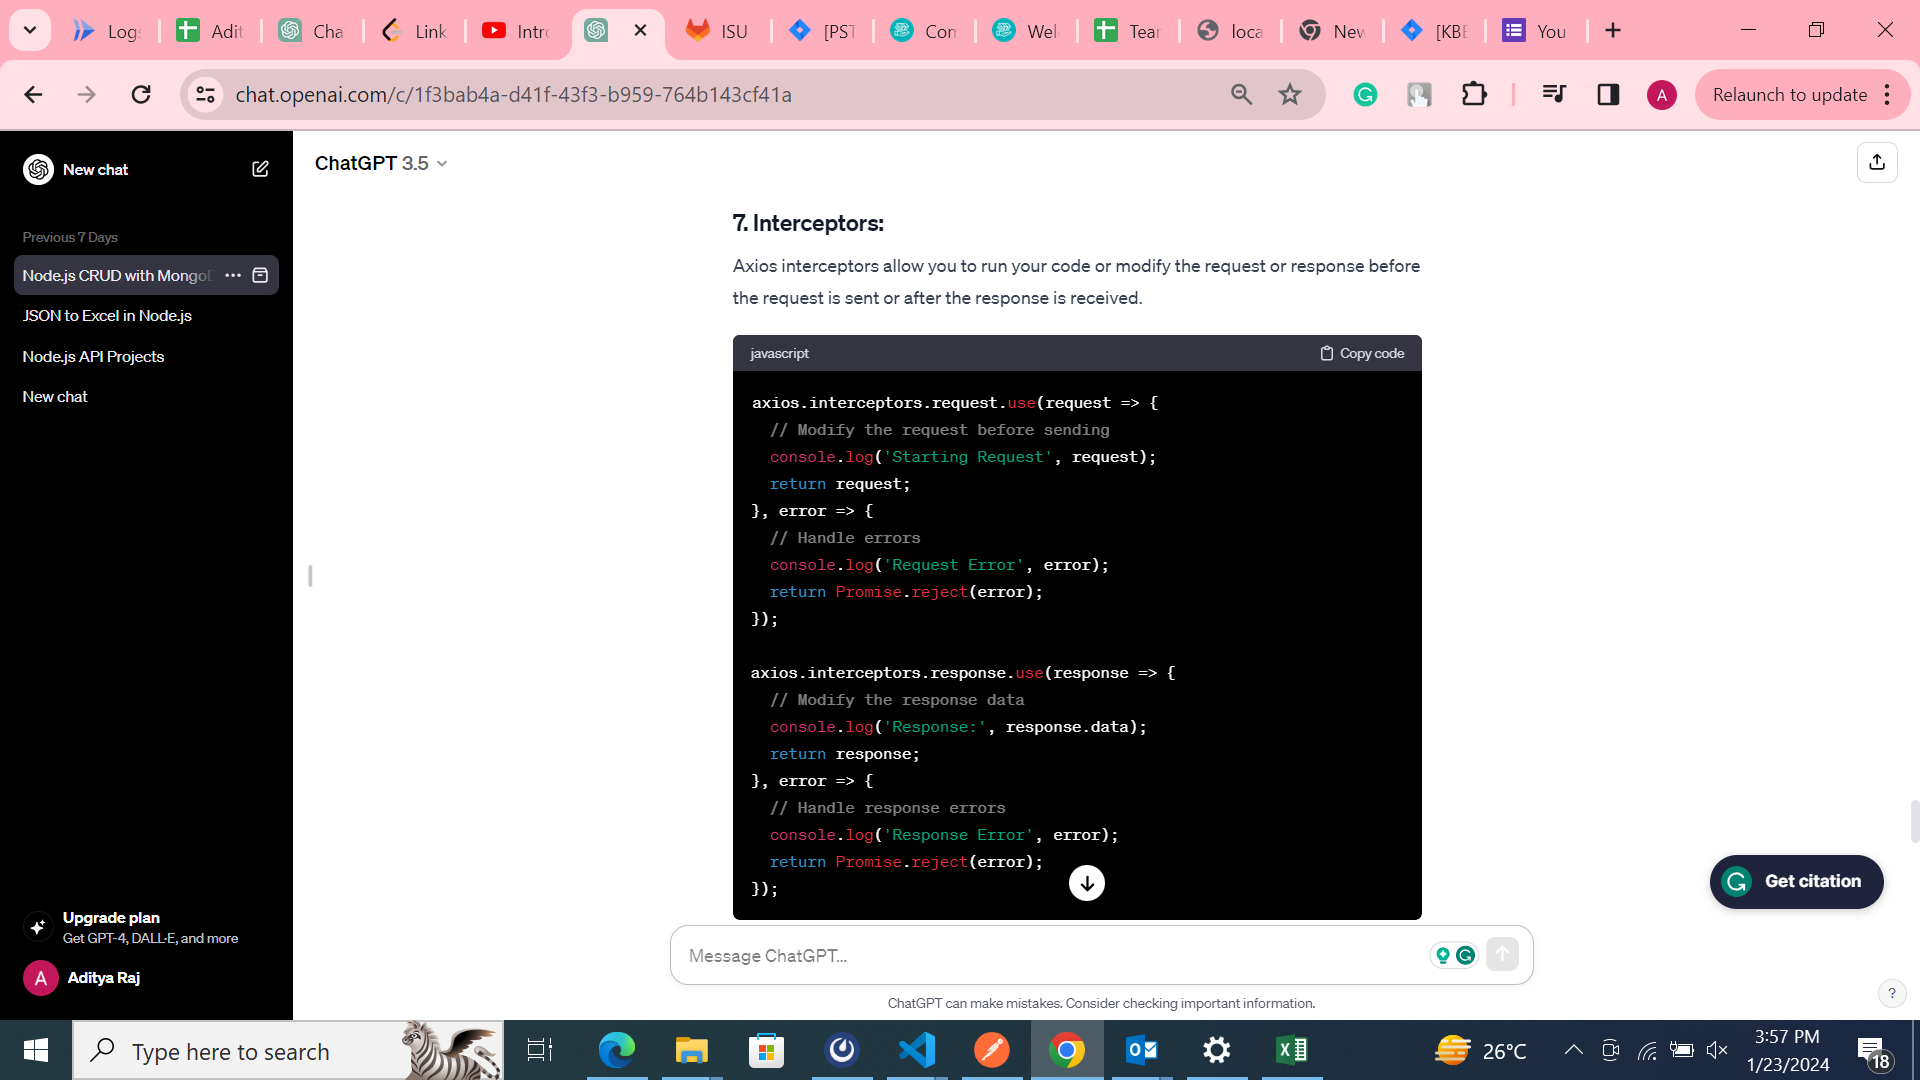 Logs
Adit
Cha
Link
Intro
ISU
[PST
Com
Wel
Tear
loca
New
[KBE
You
chat.openai.com/c/1f3bab4a-d41f-43f3-b959-764b143cf41a
A
Relaunch to update
New chat
Previous 7 Days
Node.js CRUD with MongoD
JSON to Excel in Node.js
Node.js API Projects
New chat
Upgrade plan
Get GPT-4, DALL·E, and more
A
Aditya Raj
ChatGPT 3.5
7. Interceptors:
Axios interceptors allow you to run your code or modify the request or response before
the request is sent or after the response is received.
javascript
Copy code
axios.interceptors.request.use(request => {
// Modify the request before sending
console.log('Starting Request', request);
return request;
}, error => {
// Handle errors
console.log('Request Error', error);
return Promise.reject(error);
});
axios.interceptors.response.use(response => {
// Modify the response data
console.log('Response:', response.data);
return response;
}, error => {
// Handle response errors
console.log('Response Error', error);
return Promise.reject(error);
});
Get citation
Message ChatGPT...
ChatGPT can make mistakes. Consider checking important information.
?
Type here to search
26°C
3:57 PM
1/23/2024
18